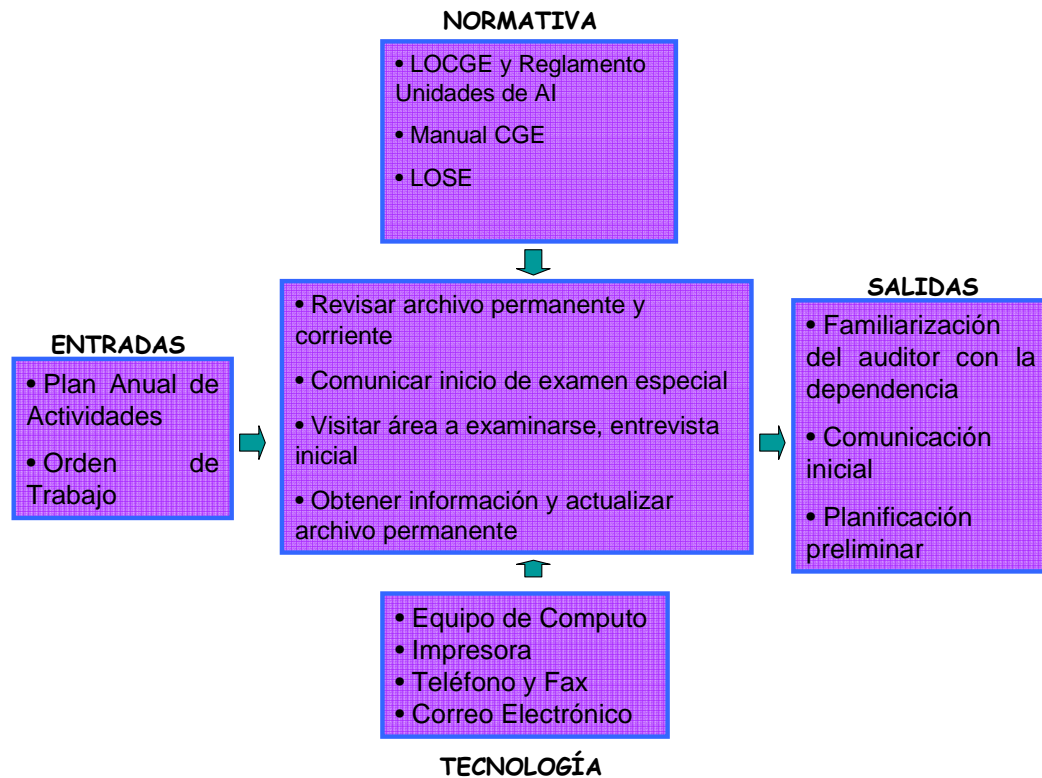 NORMATIVA
• LOCGE y Reglamento
Unidades de AI
• Manual CGE
• LOSE
ENTRADAS
• Plan Anual de
Actividades
• Orden de
Trabajo
• Revisar archivo permanente y
corriente
• Comunicar inicio de examen especial
• Visitar área a examinarse, entrevista
inicial
• Obtener información y actualizar
archivo permanente
SALIDAS
• Familiarización
del auditor con la
dependencia
• Comunicación
inicial
• Planificación
preliminar
• Equipo de Computo
• Impresora
• Teléfono y Fax
• Correo Electrónico
TECNOLOGÍA